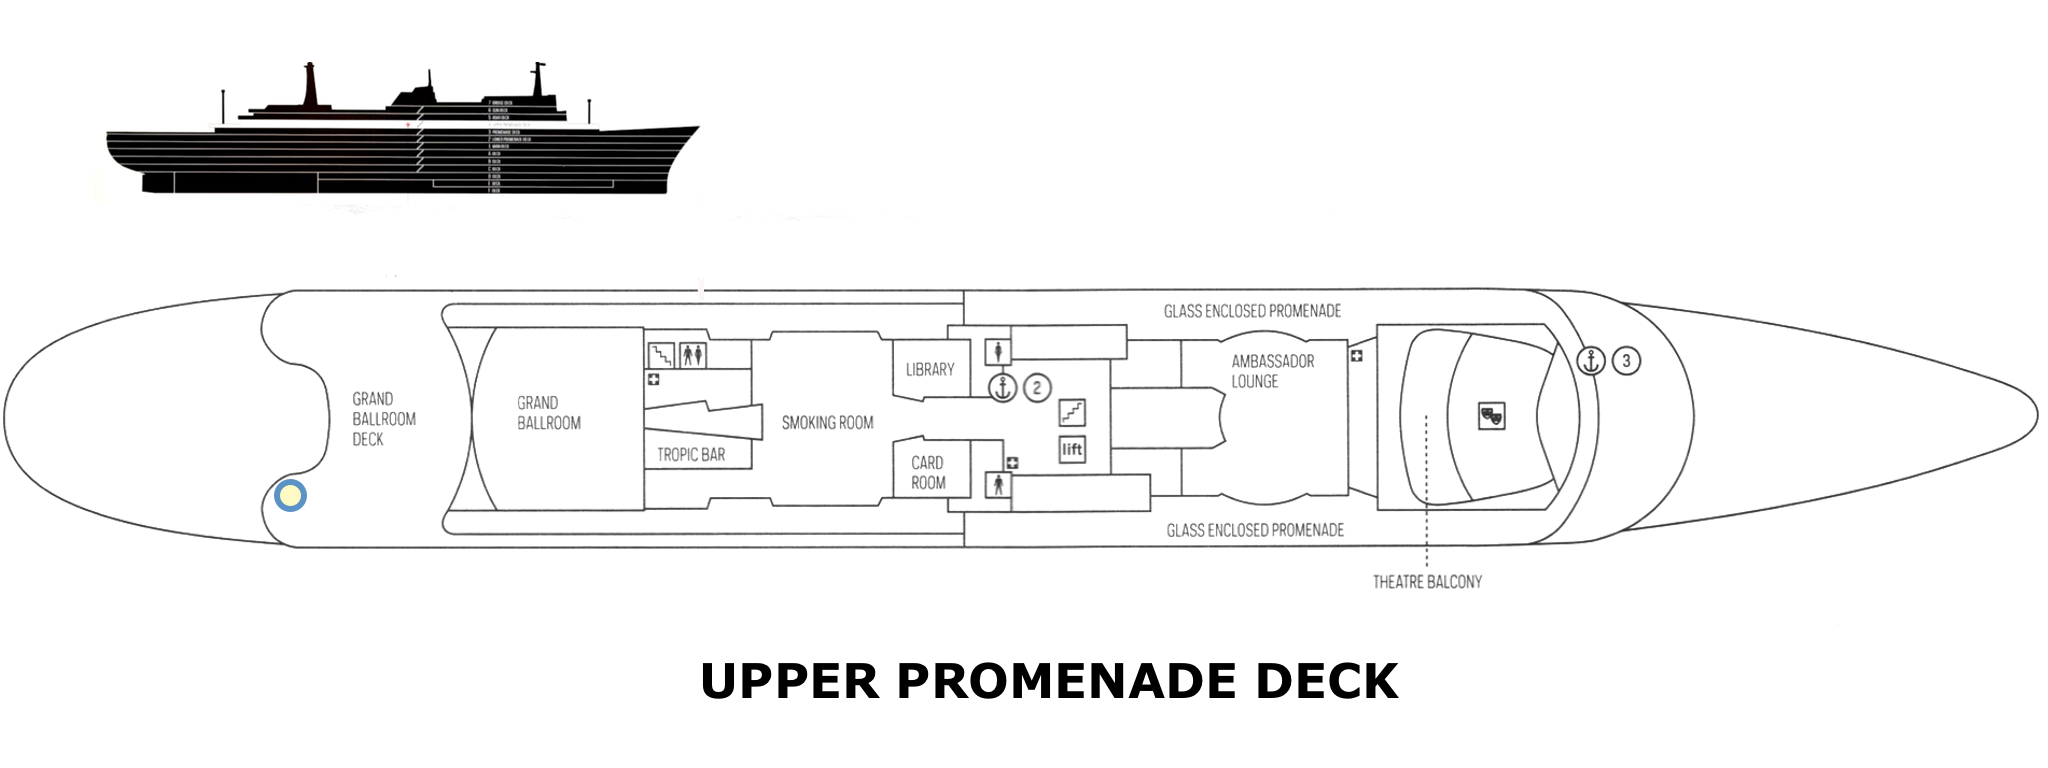 GLASS ENCLOSED PROMENADE
AMBASSADOR
LOUNGE
LIBRARY
2
3
GRAND
BALLROOM
DECK
GRAND
BALLROOM
SMOKING ROOM
TROPIC BAR
lift
CARD
ROOM
GLASS ENCLOSED PROMENADE
THEATRE BALCONY
UPPER PROMENADE DECK